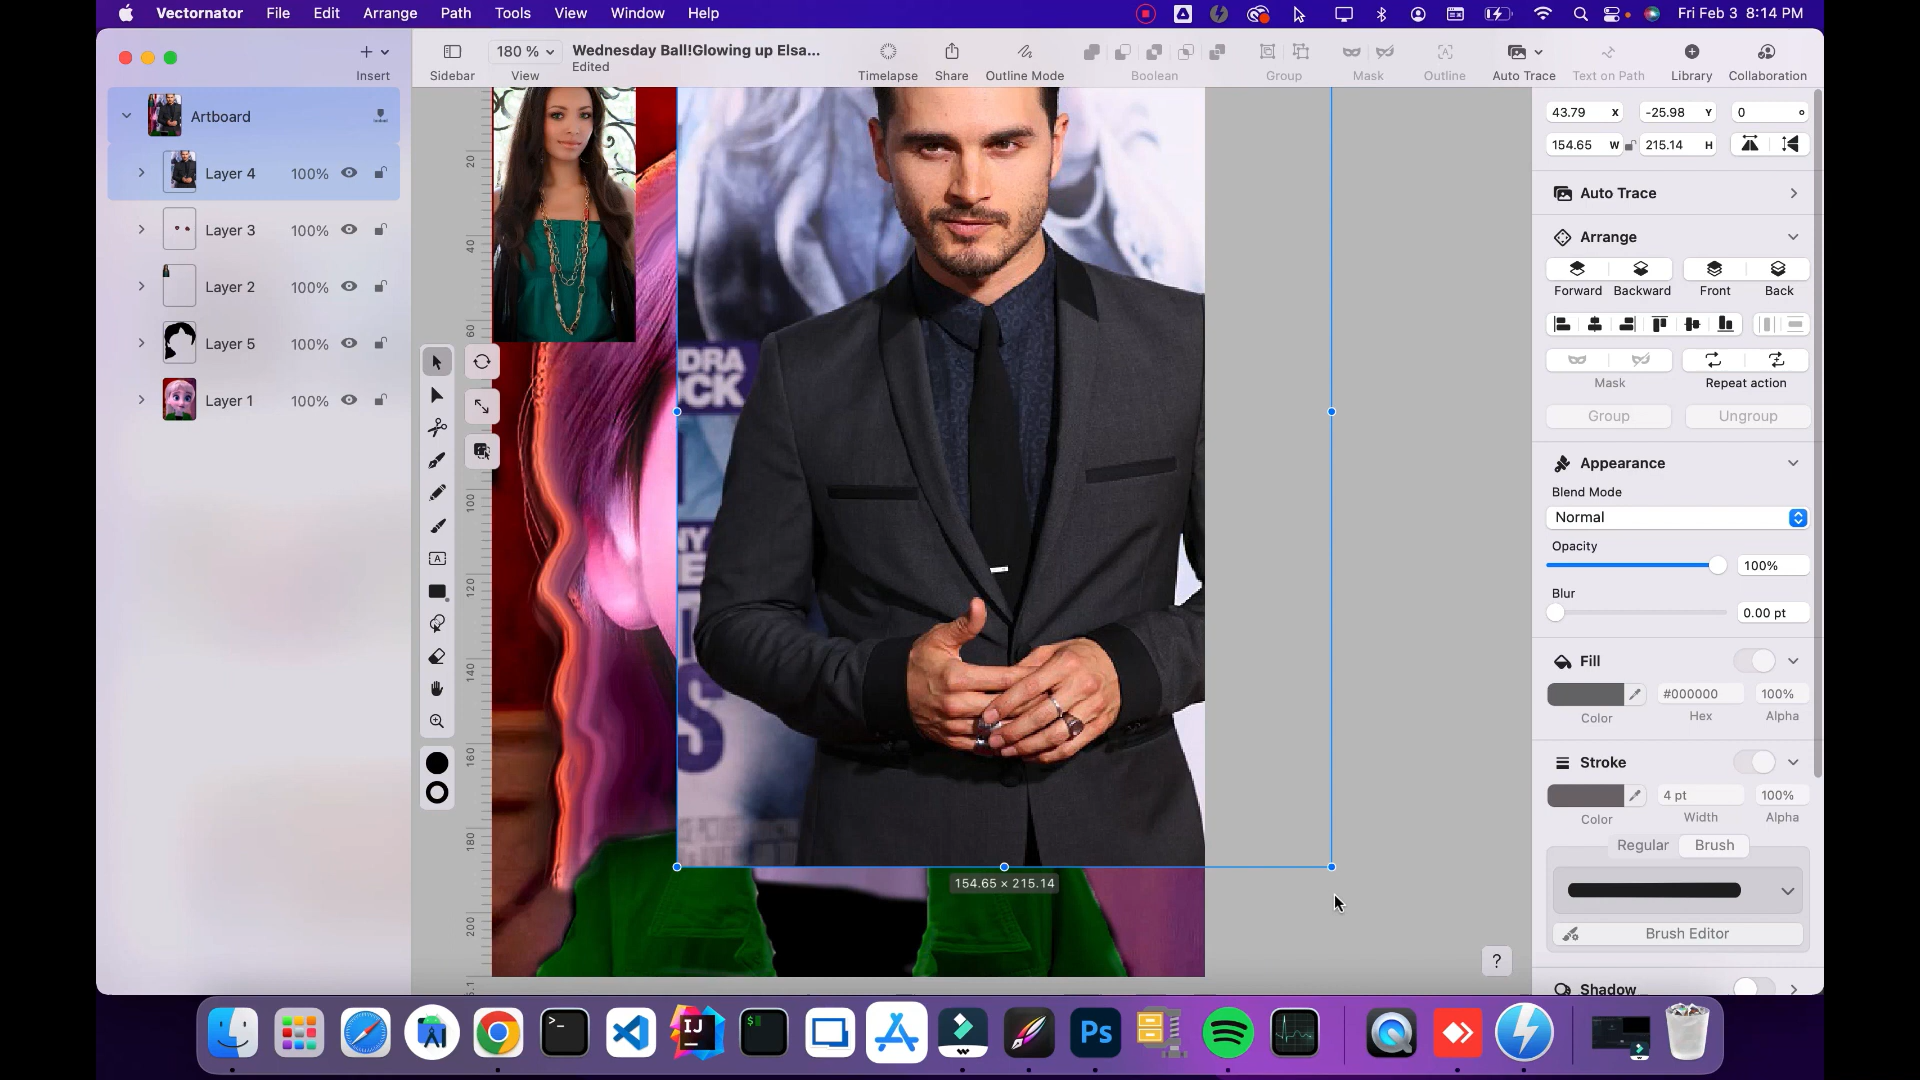 Vectornator File Edit Arrange Path Tools View Window Help Fri Feb 3 8:14 PM
Insert Sidebar 180 % View Wednesday Ball!Glowing up Elsa... Edited Timelapse Share Outline Mode Boolean Group Mask Outline Auto Trace Text on Path Library Collaboration
Artboard
Layer 4 100%
Layer 3 100%
Layer 2 100%
Layer 5 100%
Layer 1 100%
20
40
60
100
120
140
160
180
200
DRA
CK
NY
E
S
154.65 × 215.14
43.79 X -25.98 Y 0 °
154.65 W 215.14 H
Auto Trace
Arrange
Forward Backward Front Back
Mask Repeat action
Group Ungroup
Appearance
Blend Mode
Normal
Opacity
100%
Blur
0.00 pt
Fill
#000000 100%
Color Hex Alpha
Stroke
4 pt 100%
Color Width Alpha
Regular Brush
Brush Editor
Shadow
?
A
>_
IJ
$
Ps